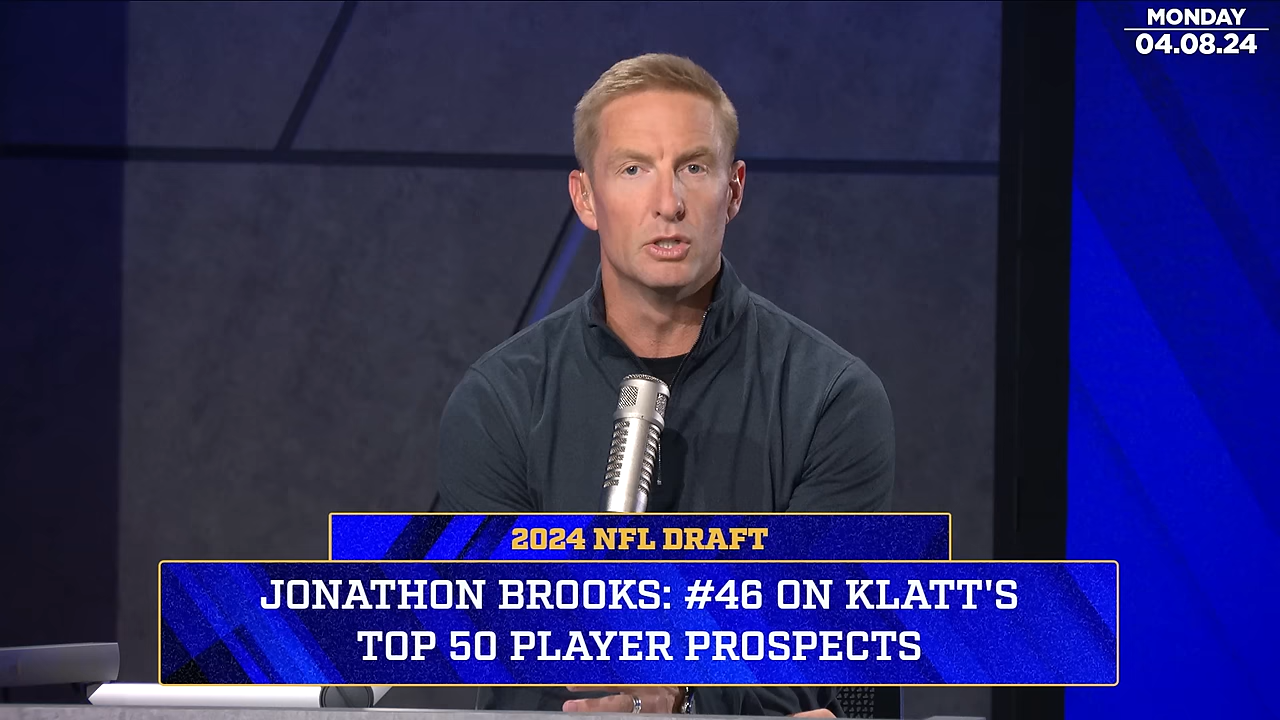 MONDAY
04.08.24
2024 NFL DRAFT
JONATHON BROOKS: #46 ON KLATT'S
TOP 50 PLAYER PROSPECTS